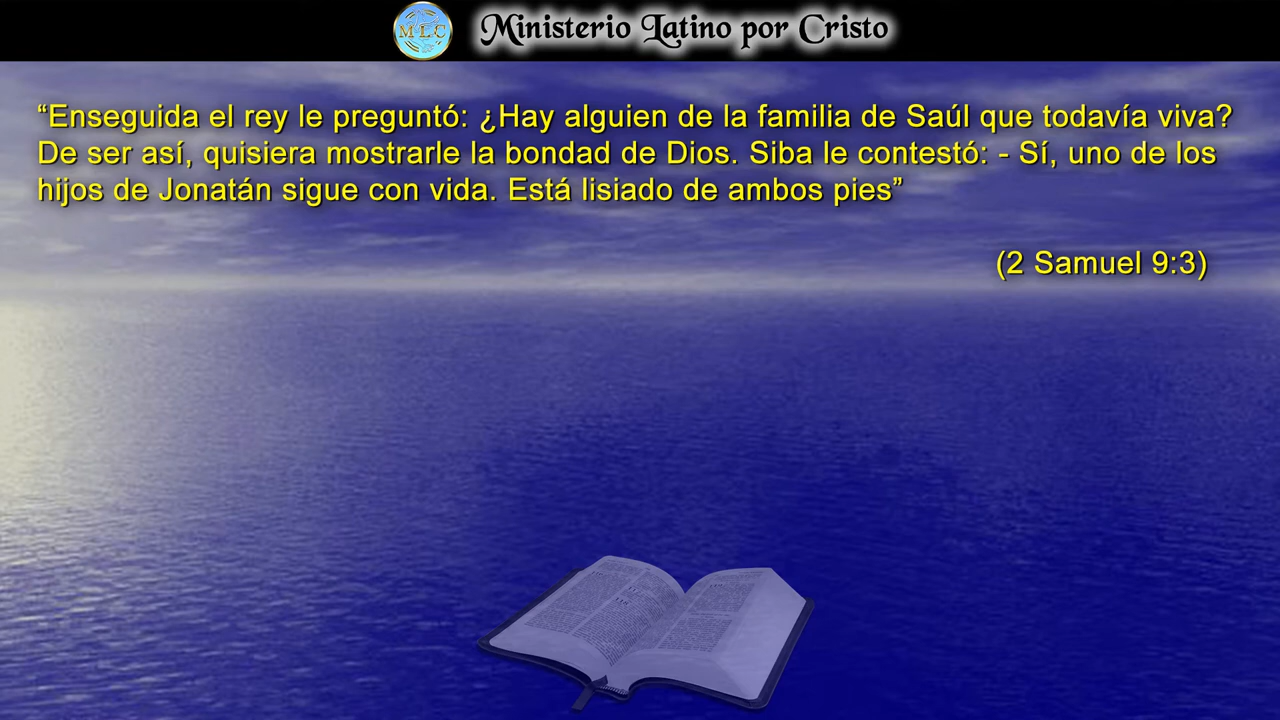 MLC
Ministerio Latino por Cristo
“Enseguida el rey le preguntó: ¿Hay alguien de la familia de Saúl que todavía viva?
De ser así, quisiera mostrarle la bondad de Dios. Siba le contestó: - Sí, uno de los
hijos de Jonatán sigue con vida. Está lisiado de ambos pies”
(2 Samuel 9:3)